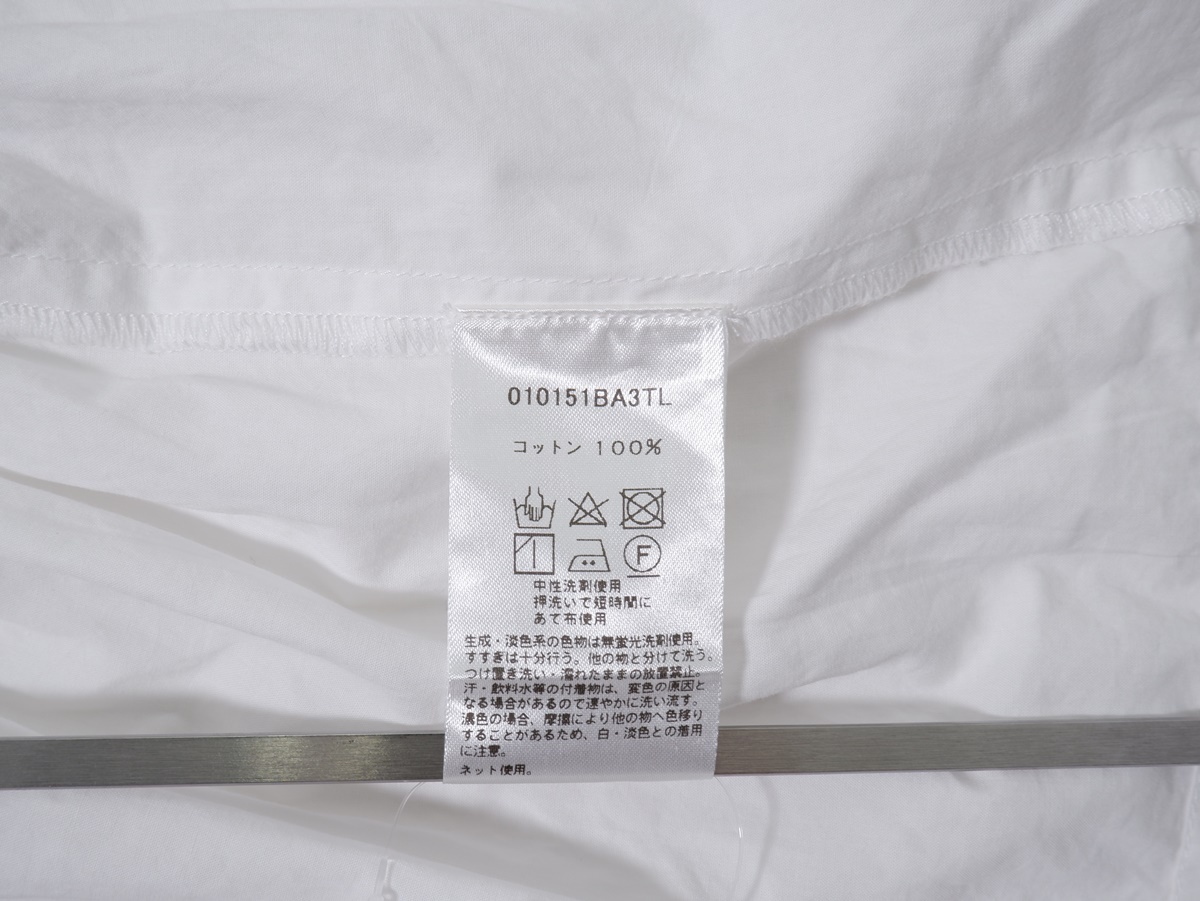 010151BA3TL
コットン 100%
F
中性洗剤使用
押洗いで短時間に
あて布使用
生成・淡色系の色物は無蛍光洗剤使用。
すすぎは十分行う。他の物と分けて洗う。
つけ置き洗い・濡れたままの放置禁止。
汗・飲料水等の付着物は、変色の原因と
なる場合があるので速やかに洗い流す。
濃色の場合、摩擦により他の物へ色移り
することがあるため、白・淡色との着用
に注意。
ネット使用。